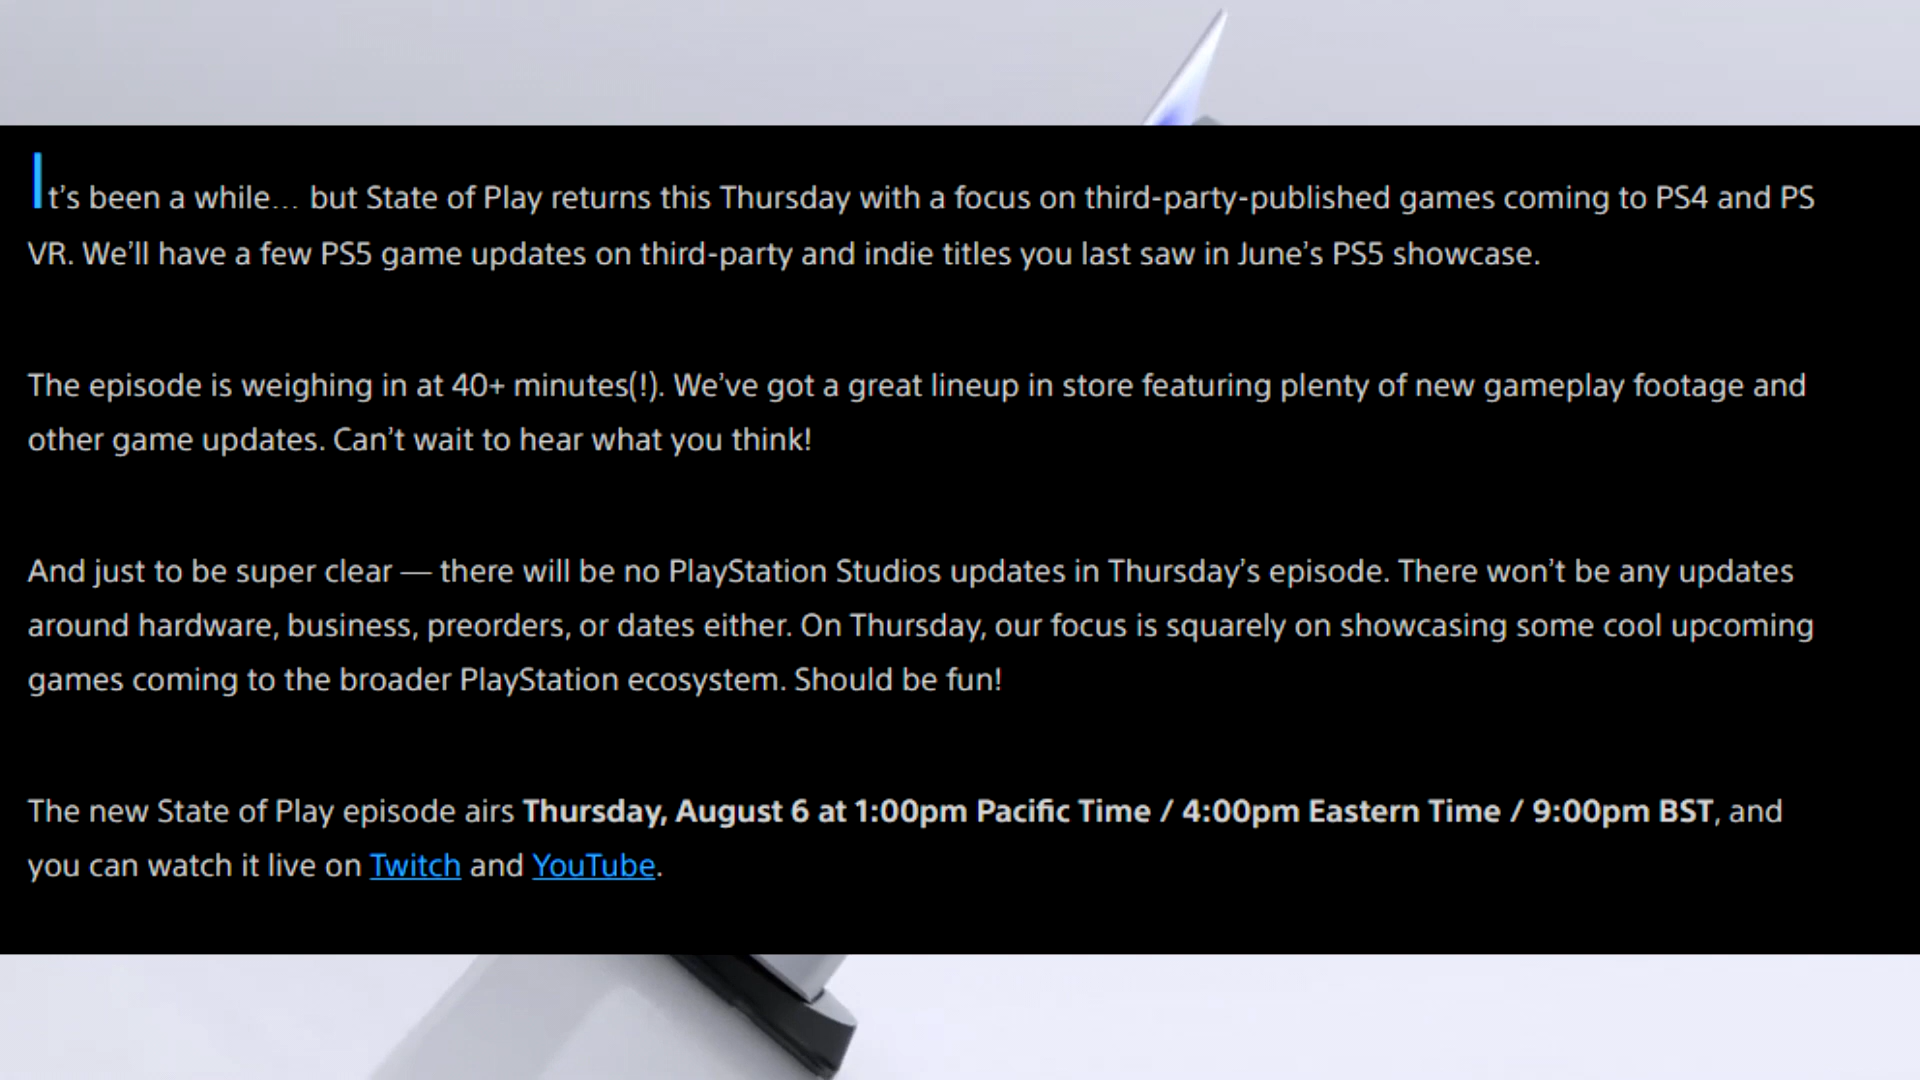 It's been a while… but State of Play returns this Thursday with a focus on third-party-published games coming to PS4 and PS
VR. We'll have a few PS5 game updates on third-party and indie titles you last saw in June's PS5 showcase.
The episode is weighing in at 40+ minutes(!). We've got a great lineup in store featuring plenty of new gameplay footage and
other game updates. Can't wait to hear what you think!
And just to be super clear — there will be no PlayStation Studios updates in Thursday's episode. There won't be any updates
around hardware, business, preorders, or dates either. On Thursday, our focus is squarely on showcasing some cool upcoming
games coming to the broader PlayStation ecosystem. Should be fun!
The new State of Play episode airs Thursday, August 6 at 1:00pm Pacific Time / 4:00pm Eastern Time / 9:00pm BST, and
you can watch it live on Twitch and YouTube.